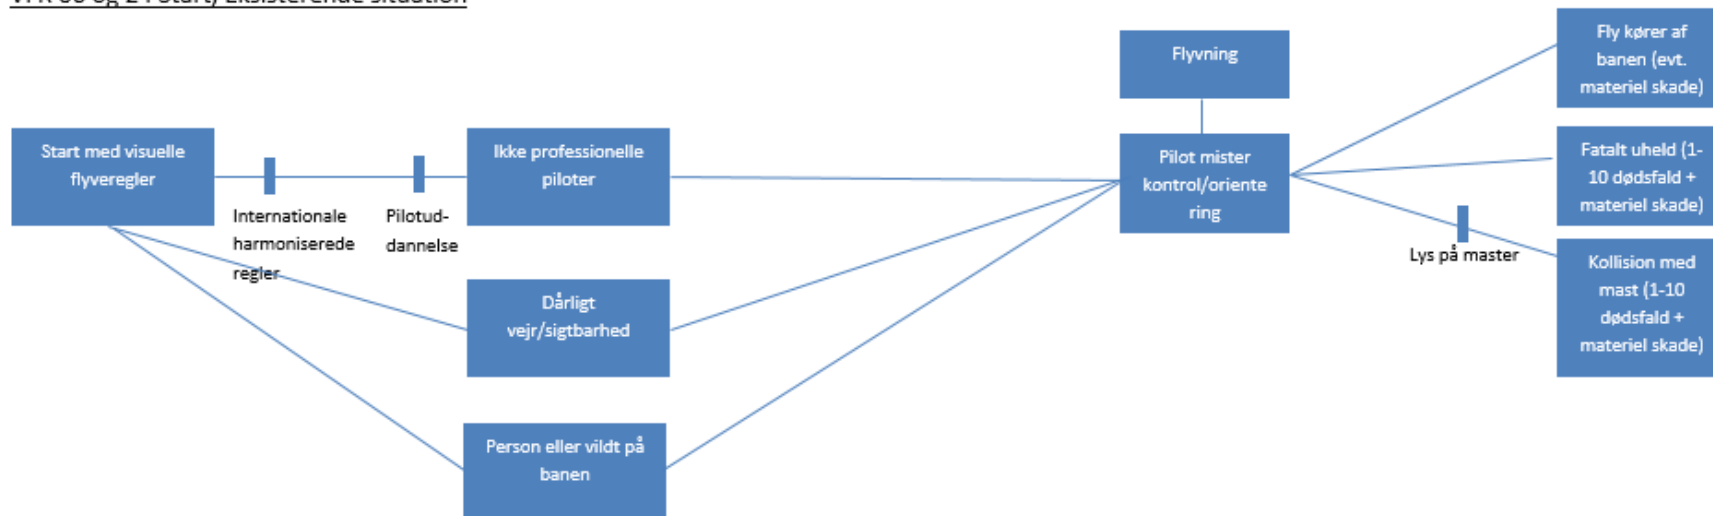 Flyvning
Fly kører af
banen (evt.
materiel skade)
Start med visuelle
flyveregler
Internationale
harmoniserede
regler
Pilotud-
dannelse
Ikke professionelle
piloter
Pilot mister
kontrol/oriente
ring
Fatalt uheld (1-
10 dødsfald +
materiel skade)
Lys på master
Kollision med
mast (1-10
dødsfald +
materiel skade)
Dårligt
vejr/sigtbarhed
Person eller vildt på
banen